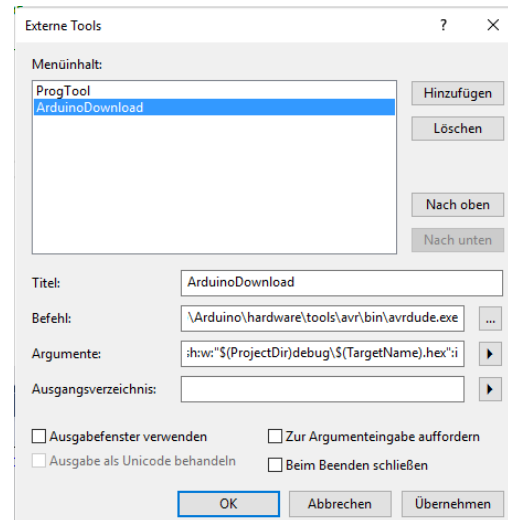 Externe Tools ? ×
Menüinhalt:
ProgTool
ArduinoDownload
Hinzufügen
Löschen
Nach oben
Nach unten
Titel: ArduinoDownload
Befehl: \Arduino\hardware\tools\avr\bin\avrdude.exe ...
Argumente: :h:w:"$(ProjectDir)debug\$(TargetName).hex":i
Ausgangsverzeichnis:
Ausgabefenster verwenden Zur Argumenteingabe auffordern
Ausgabe als Unicode behandeln Beim Beenden schließen
OK Abbrechen Übernehmen